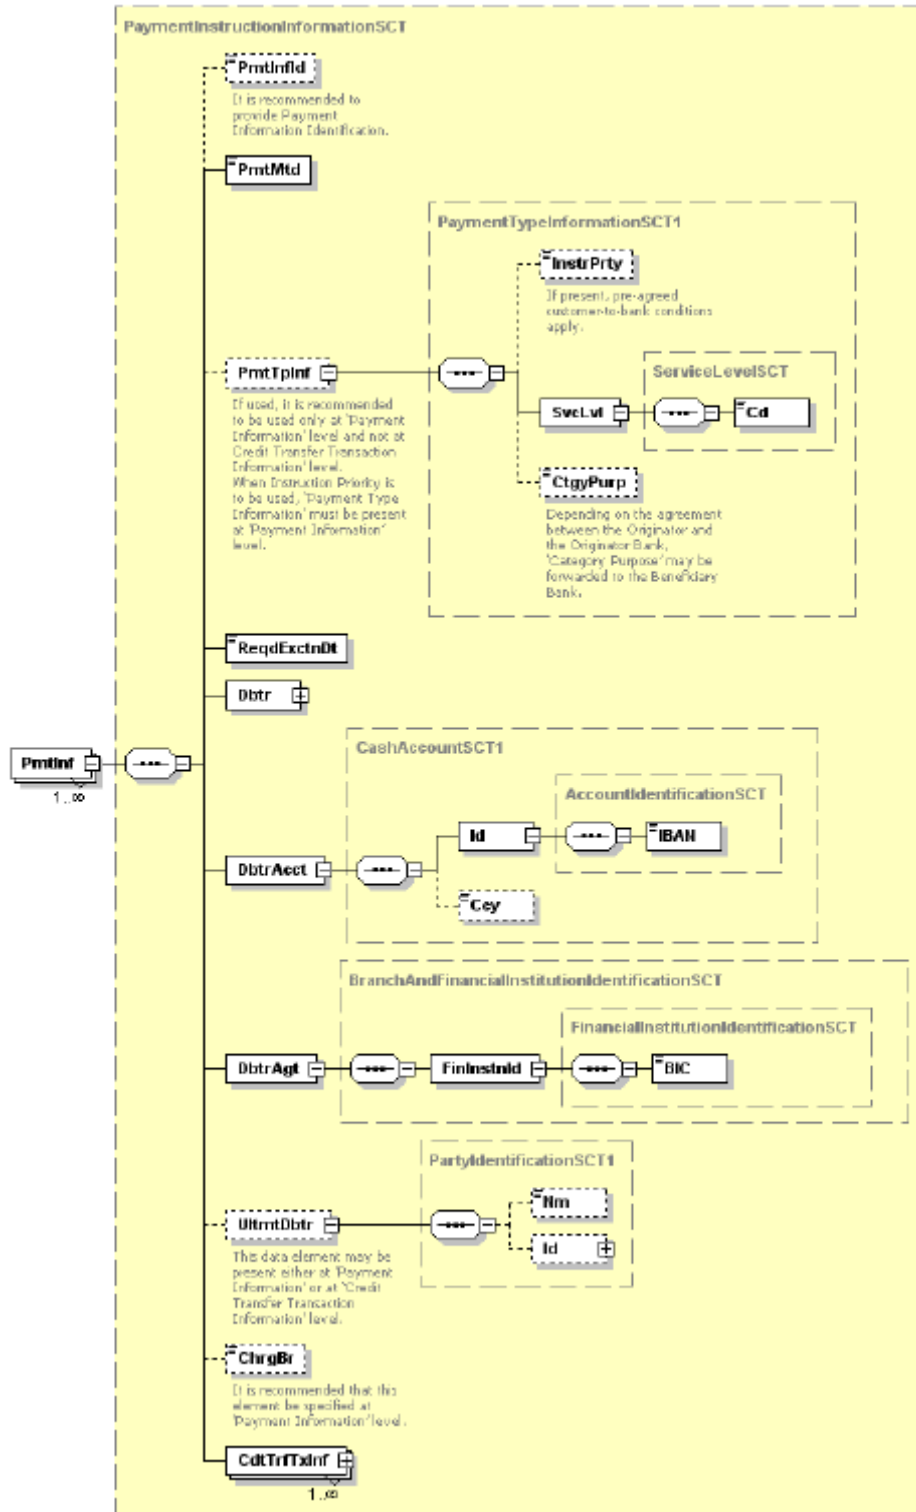 PaymentInstructionInformationSCT
PmtInfId
It is recommended to
provide Payment
Information Identification.
PmtMtd
PaymentTypeInformationSCT1
InstrPrty
If present, pre-agreed
customer-to-bank conditions
apply.
PmtTpInf
ServiceLevelSCT
SvcLvl
Cd
If used, it is recommended
to be used only at 'Payment
Information' level and not at
Credit Transfer Transaction
Information' level.
When Instruction Priority is
to be used, 'Payment Type
Information' must be present
at 'Payment Information'
level.
CtgyPurp
Depending on the agreement
between the Originator and
the Originator Bank,
'Category Purpose' may be
forwarded to the Beneficiary
Bank.
ReqdExctnDt
Dbtr
PmtInf
1..∞
CashAccountSCT1
AccountIdentificationSCT
DbtrAcct
Id
IBAN
Ccy
BranchAndFinancialInstitutionIdentificationSCT
FinancialInstitutionIdentificationSCT
DbtrAgt
FinInstnId
BIC
PartyIdentificationSCT1
UltmtDbtr
Nm
Id
This data element may be
present either at 'Payment
Information' or at 'Credit
Transfer Transaction
Information' level.
ChrgBr
It is recommended that this
element be specified at
'Payment Information' level.
CdtTrfTxInf
1..∞